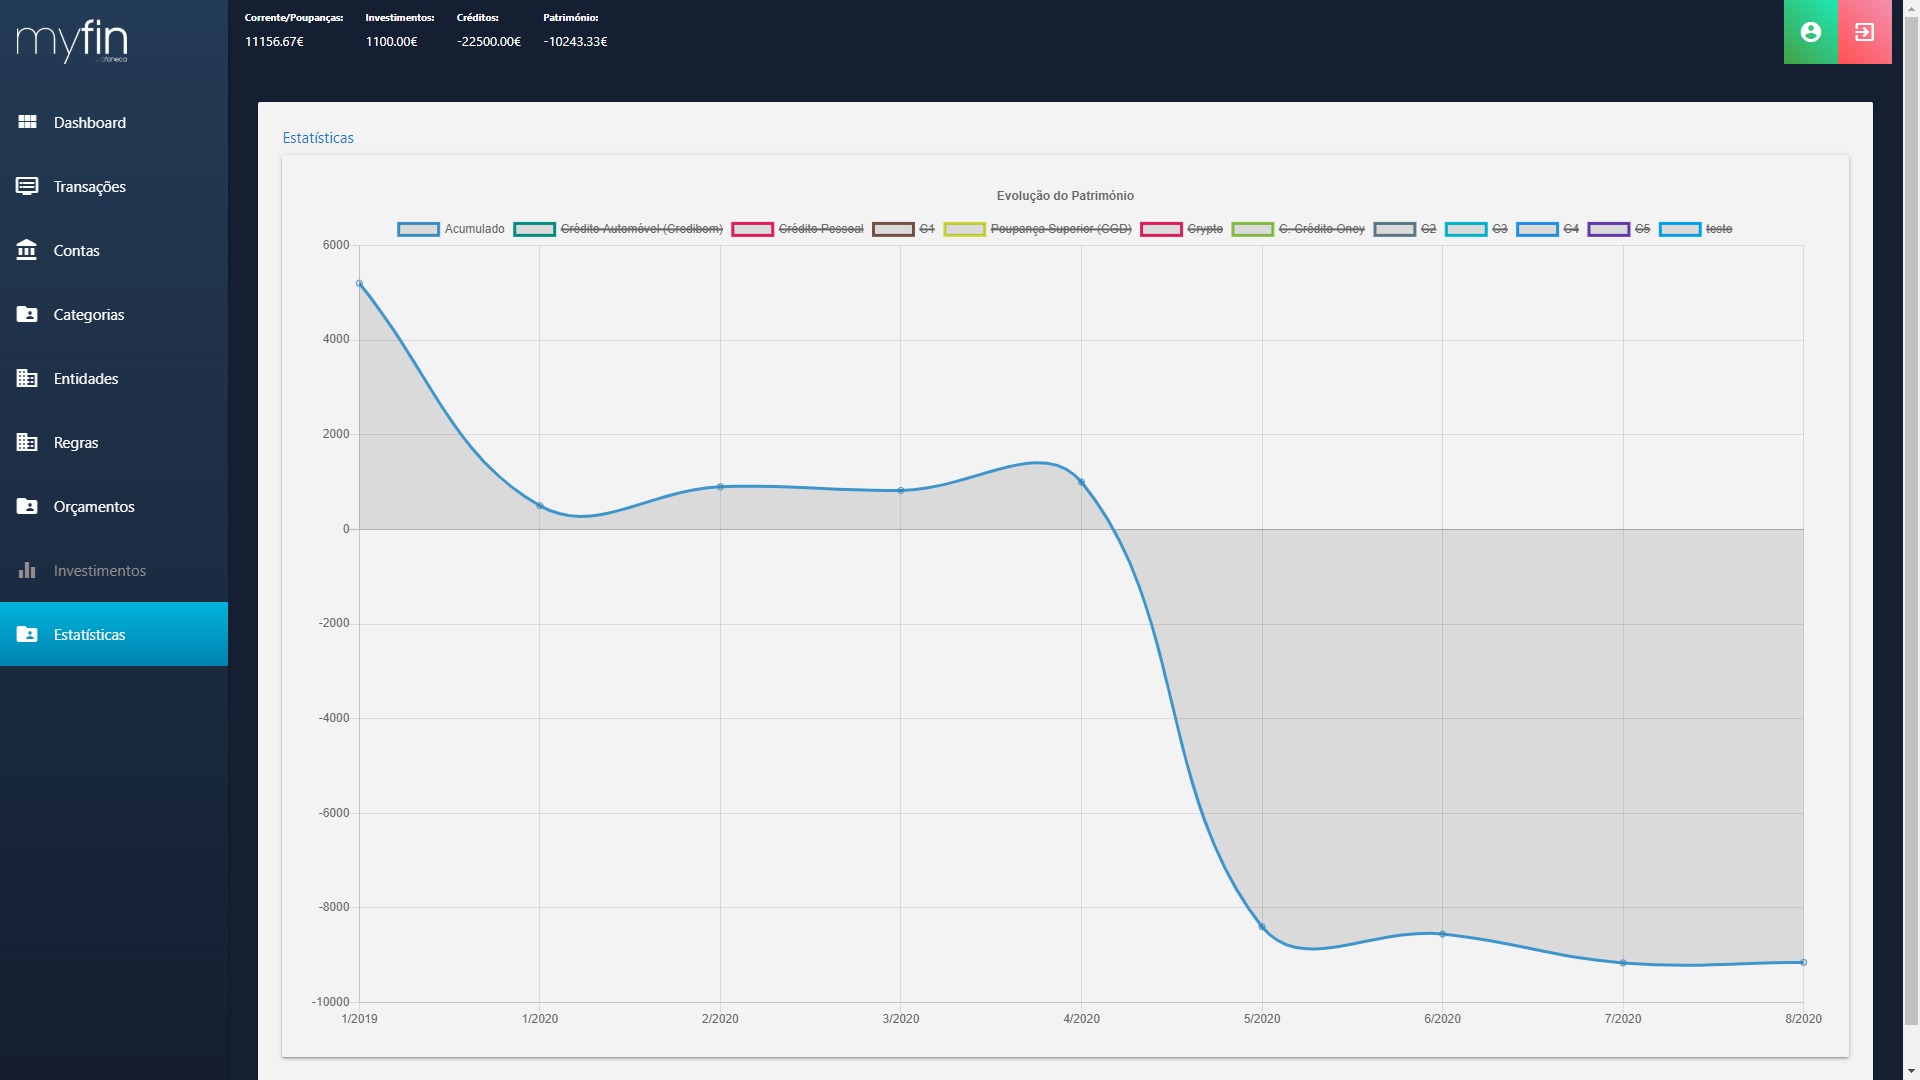 myfin
afaneca
Corrente/Poupanças: Investimentos: Créditos: Património:
11156.67€ 1100.00€ -22500.00€ -10243.33€
Dashboard
Transações
Contas
Categorias
Entidades
Regras
Orçamentos
Investimentos
Estatísticas
Estatísticas
Evolução do Património
Acumulado Crédito Automóvel (Credibom) Crédito Pessoal C1 Poupança Superior (CGD) Crypto C. Crédito Oney C2 C3 C4 C5 teste
6000
4000
2000
0
-2000
-4000
-6000
-8000
-10000
1/2019 1/2020 2/2020 3/2020 4/2020 5/2020 6/2020 7/2020 8/2020